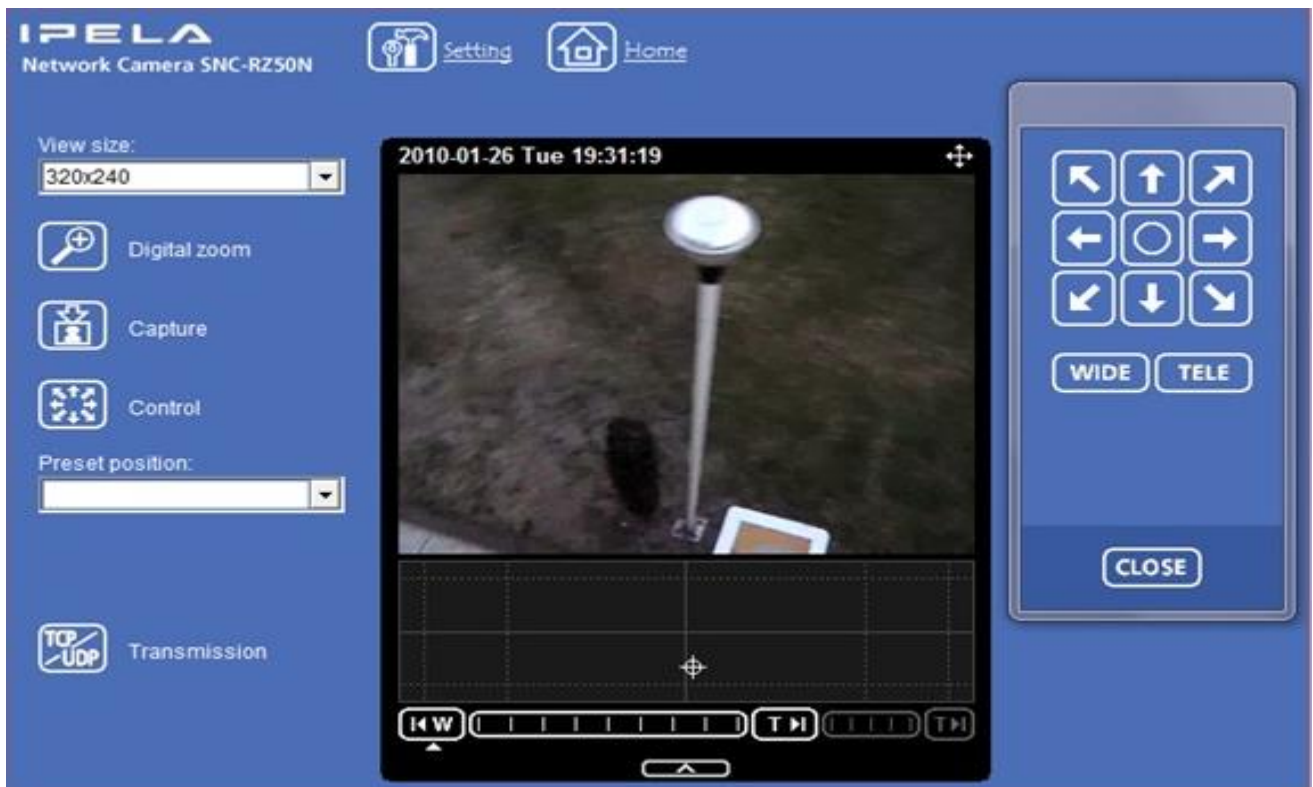 IPELA
Network Camera SNC-RZ50N
Setting
Home
View size:
320x240
Digital zoom
Capture
Control
Preset position:
TCP/UDP
Transmission
2010-01-26 Tue 19:31:19
W
T
T
WIDE
TELE
CLOSE